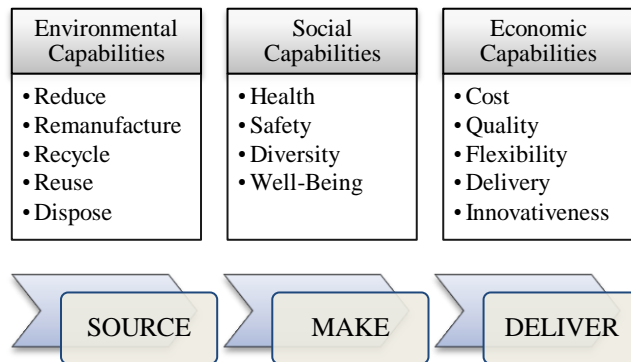 Environmental
Capabilities
• Reduce
• Remanufacture
• Recycle
• Reuse
• Dispose
Social
Capabilities
• Health
• Safety
• Diversity
• Well-Being
Economic
Capabilities
• Cost
• Quality
• Flexibility
• Delivery
• Innovativeness
SOURCE
MAKE
DELIVER